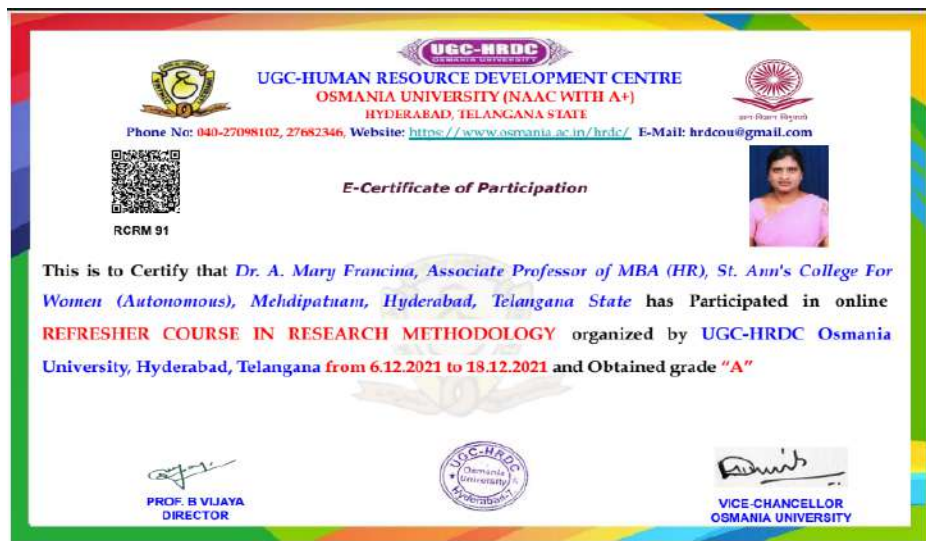 UGC-HRDC
OSMANIA UNIVERSITY
UGC-HUMAN RESOURCE DEVELOPMENT CENTRE
OSMANIA UNIVERSITY (NAAC WITH A+)
HYDERABAD, TELANGANA STATE
Phone No: 040-27098102, 27682346, Website: https://www.osmania.ac.in/hrdc/ E-Mail: hrdcou@gmail.com
E-Certificate of Participation
RCRM 91
This is to Certify that Dr. A. Mary Francina, Associate Professor of MBA (HR), St. Ann's College For
Women (Autonomous), Mehdipatnam, Hyderabad, Telangana State has Participated in online
REFRESHER COURSE IN RESEARCH METHODOLOGY organized by UGC-HRDC Osmania
University, Hyderabad, Telangana from 6.12.2021 to 18.12.2021 and Obtained grade “A”
UGC-HRDC
Osmania
University
Hyderabad-7
PROF. B VIJAYA
DIRECTOR
VICE-CHANCELLOR
OSMANIA UNIVERSITY